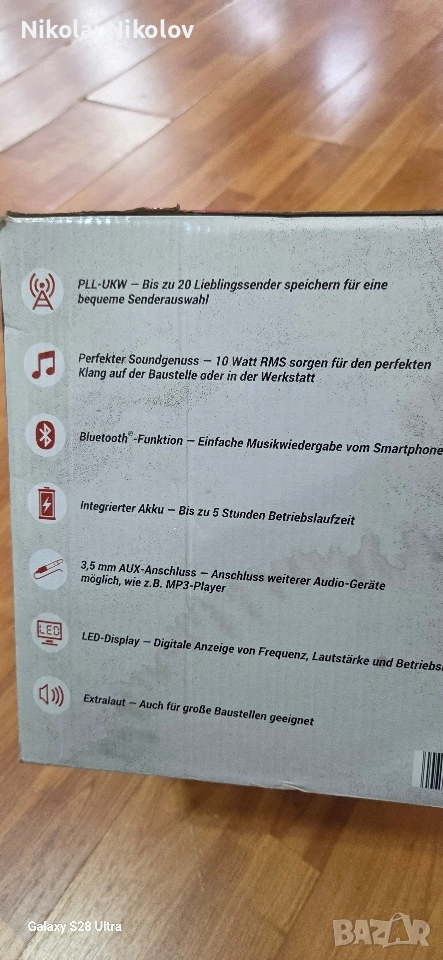 Nikolay Nikolov
PLL-UKW – Bis zu 20 Lieblingssender speichern für eine
bequeme Senderauswahl
Perfekter Soundgenuss – 10 Watt RMS sorgen für den perfekten
Klang auf der Baustelle oder in der Werkstatt
Bluetooth®-Funktion – Einfache Musikwiedergabe vom Smartphone
Integrierter Akku – Bis zu 5 Stunden Betriebslaufzeit
3,5 mm AUX-Anschluss – Anschluss weiterer Audio-Geräte
möglich, wie z.B. MP3-Player
LED
LED-Display – Digitale Anzeige von Frequenz, Lautstärke und Betriebs
Extralaut – Auch für große Baustellen geeignet
Galaxy S28 Ultra
BAZAR